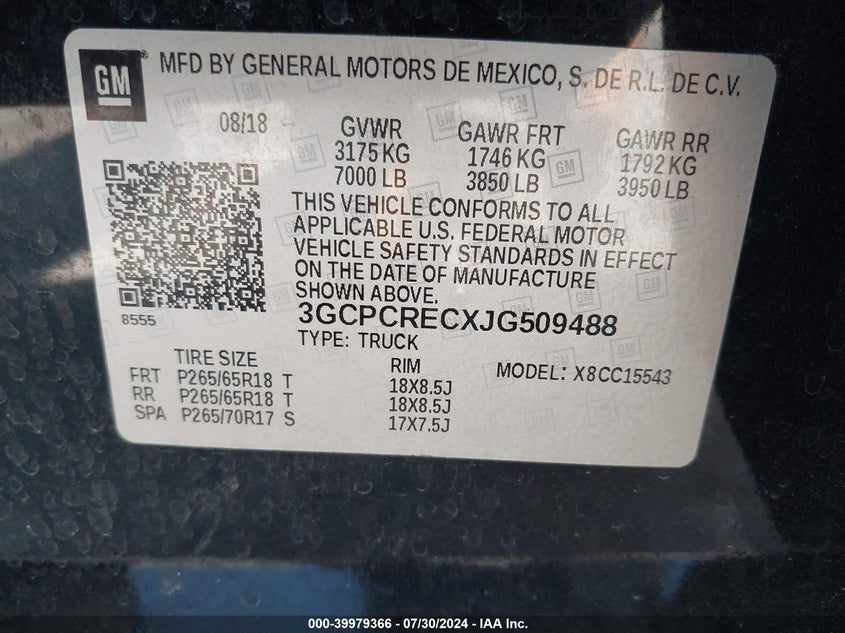 GM ® MFD BY GENERAL MOTORS DE MEXICO, S. DE R.L. DE C.V.
08/18 GVWR GAWR FRT GAWR RR
3175 KG 1746 KG 1792 KG
7000 LB 3850 LB 3950 LB
THIS VEHICLE CONFORMS TO ALL
APPLICABLE U.S. FEDERAL MOTOR
VEHICLE SAFETY STANDARDS IN EFFECT
ON THE DATE OF MANUFACTURE
SHOWN ABOVE.
8555
3GCPCRECXJG509488
TYPE: TRUCK
TIRE SIZE RIM MODEL: X8CC15543
FRT P265/65R18 T 18X8.5J
RR P265/65R18 T 18X8.5J
SPA P265/70R17 S 17X7.5J
000-39979366 - 07/30/2024 - IAA Inc.